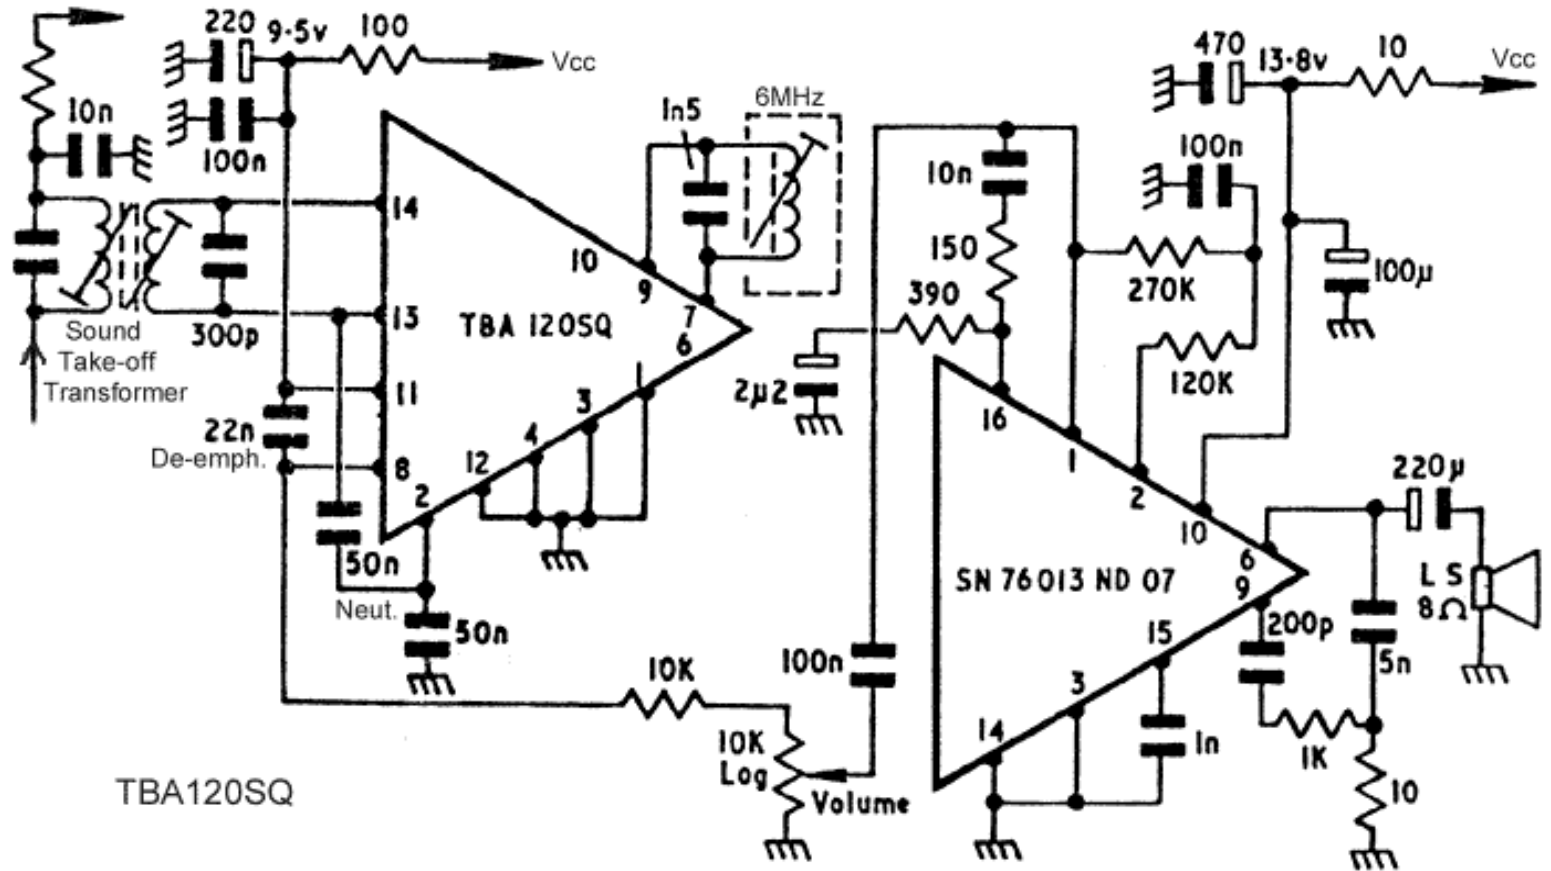 220
9·5v
100
Vcc
10n
100n
In5
6MHz
470
13·8v
10
Vcc
100n
10n
14
10
9
7
6
150
270K
100µ
Sound
Take-off
Transformer
300p
13
TBA 120SQ
390
120K
2µ2
11
1
3
4
12
2
22n
De-emph.
8
16
1
2
10
220µ
50n
Neut.
50n
SN 76013 ND 07
6
9
L S
8Ω
200p
5n
15
3
14
1n
1K
10
100n
10K
10K
Log
Volume
TBA120SQ